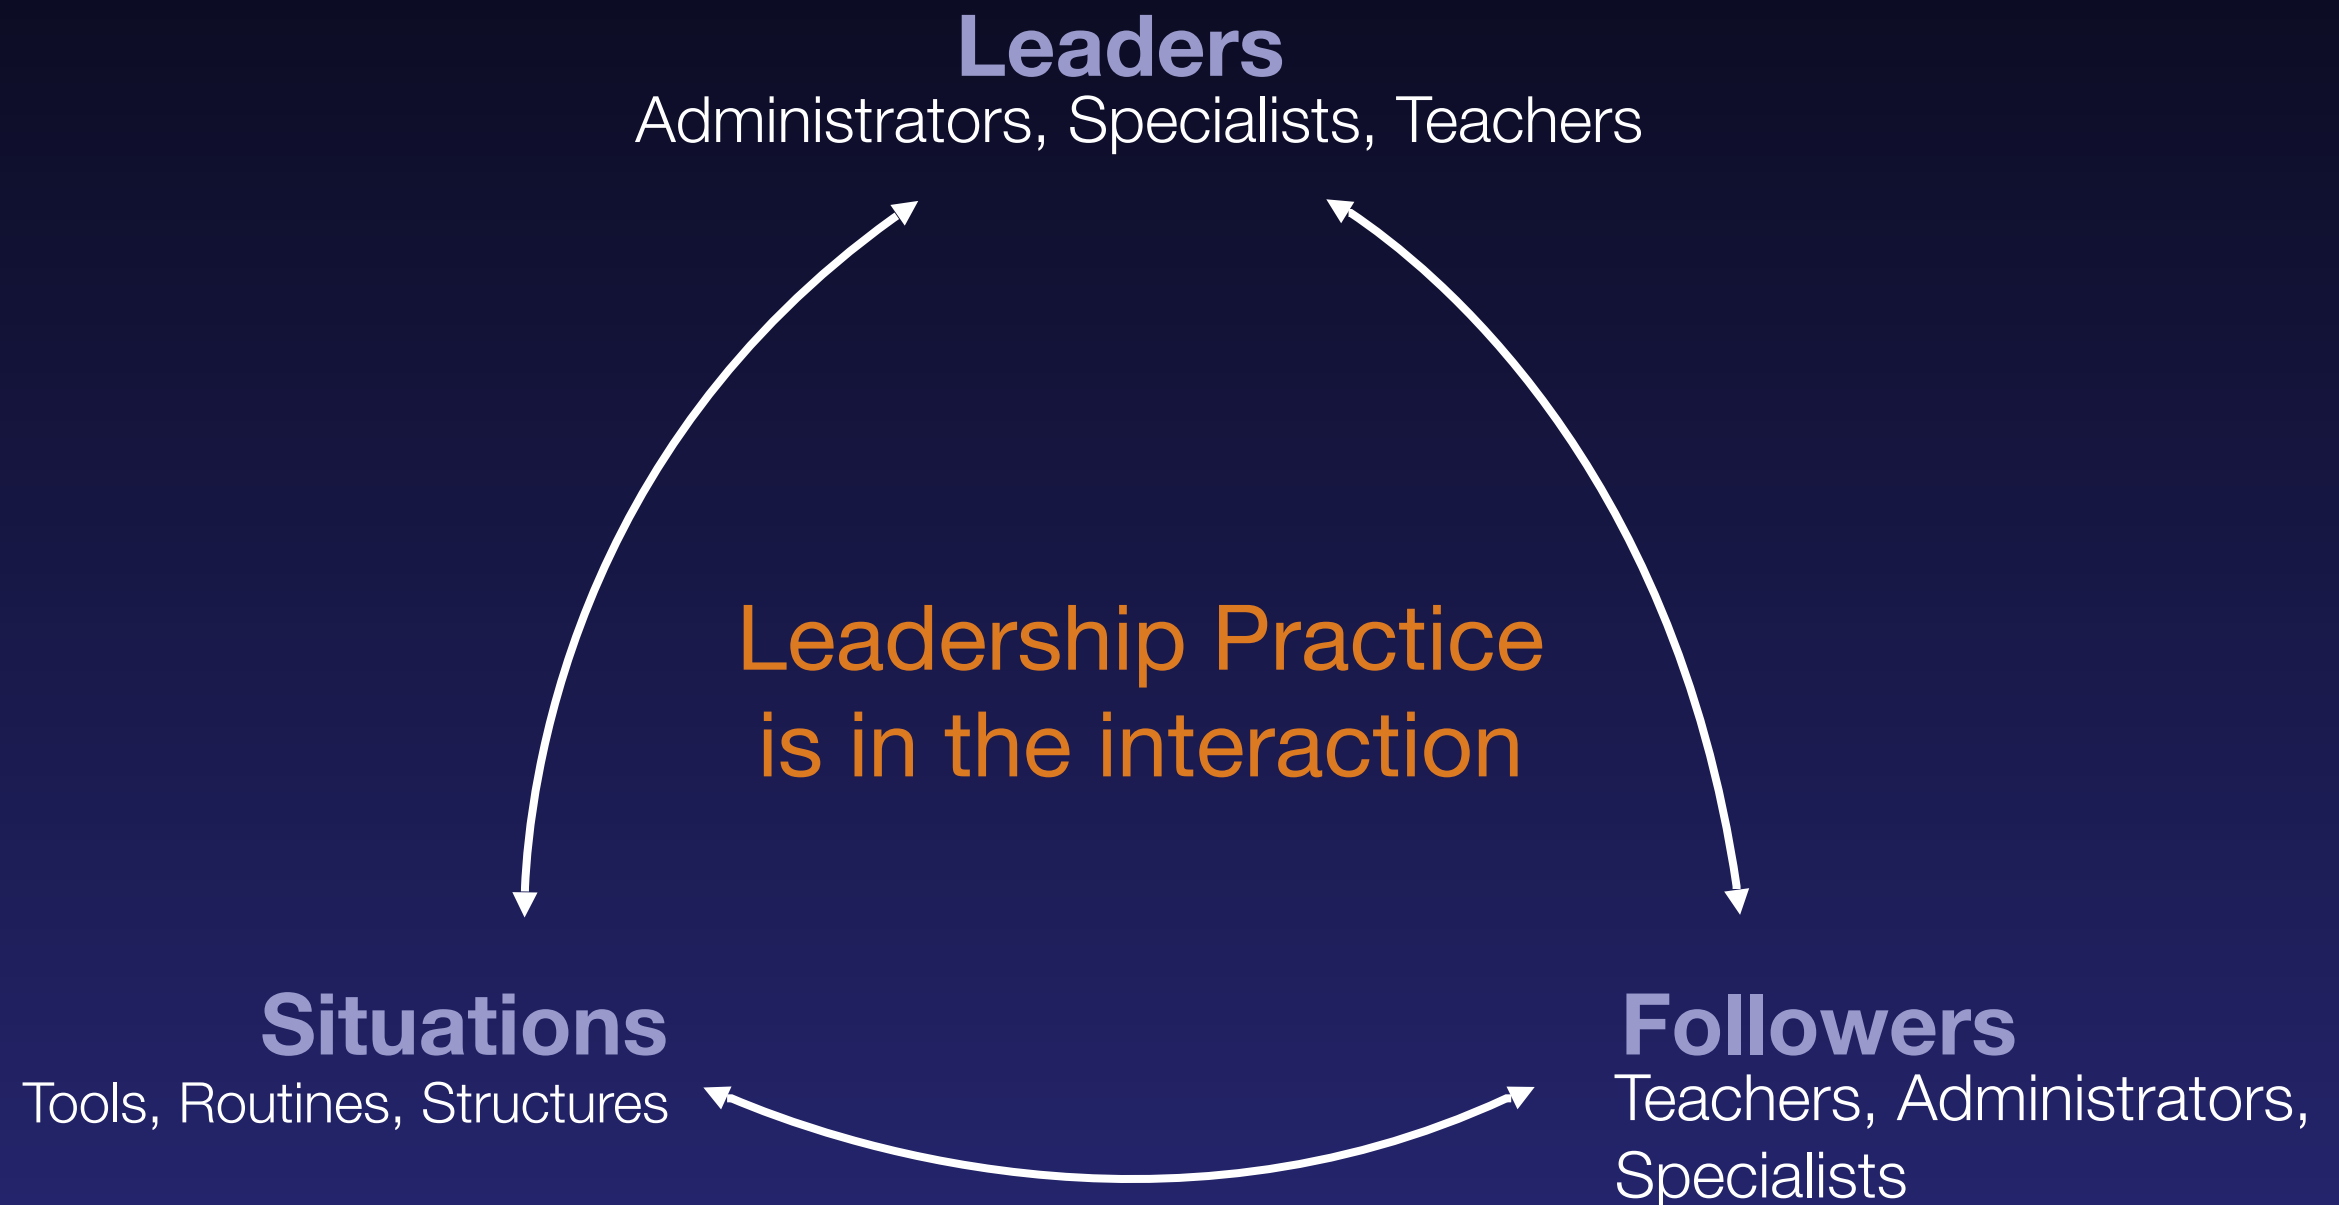 Leaders
Administrators, Specialists, Teachers
Leadership Practice
is in the interaction
Situations
Tools, Routines, Structures
Followers
Teachers, Administrators,
Specialists